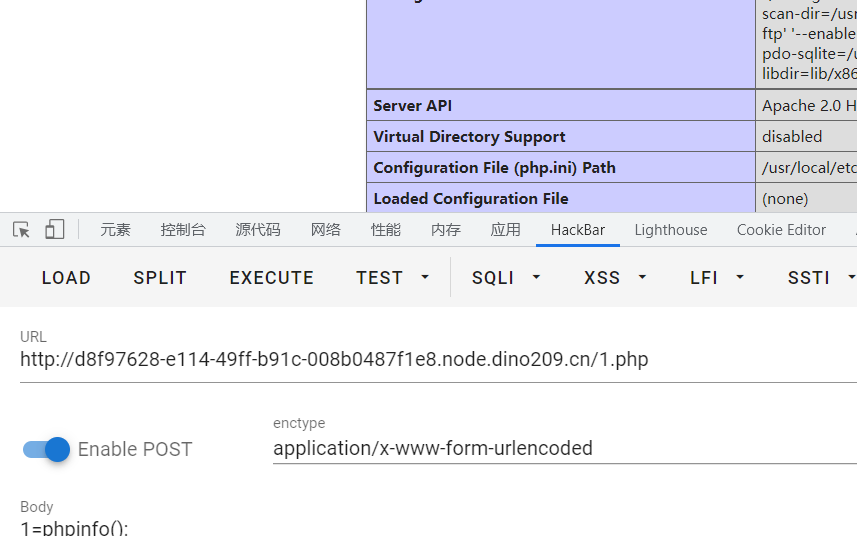 scan-dir=/usr
ftp' '--enable
pdo-sqlite=/u
libdir=lib/x86
Server API Apache 2.0 H
Virtual Directory Support disabled
Configuration File (php.ini) Path /usr/local/etc
Loaded Configuration File (none)
元素 控制台 源代码 网络 性能 内存 应用 HackBar Lighthouse Cookie Editor
LOAD SPLIT EXECUTE TEST SQLI XSS LFI SSTI
URL
http://d8f97628-e114-49ff-b91c-008b0487f1e8.node.dino209.cn/1.php
enctype
Enable POST application/x-www-form-urlencoded
Body
1=phpinfo();